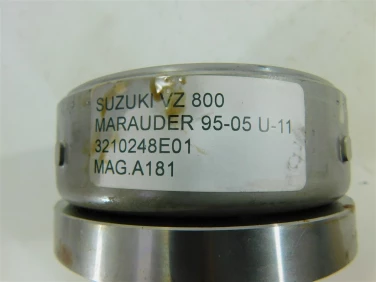 SUZUKI VZ 800
MARAUDER 95-05 U-11
3210248E01
MAG.A181